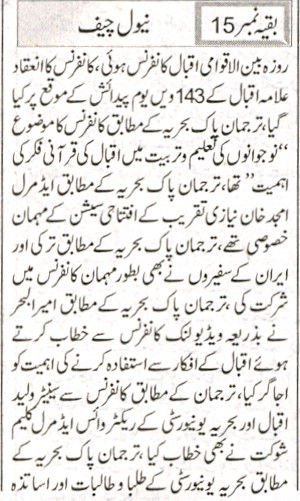 بقیہ نمبر 15 نیول چیف
روزہ بین الاقوامی اقبال کانفرنس ہوئی، کانفرنس کا انعقاد
علامہ اقبال کے 143 ویں یوم پیدائش کے موقع پر کیا
گیا، ترجمان پاک بحریہ کے مطابق کانفرنس کا موضوع
“نوجوانوں کی تعلیم و تربیت میں اقبال کی قرآنی فکر کی
اہمیت” تھا، ترجمان پاک بحریہ کے مطابق ایڈمرل
امجد خان نیازی تقریب کے افتتاحی سیشن کے مہمان
خصوصی تھے، ترجمان پاک بحریہ کے مطابق ترکی اور
ایران کے سفیروں نے بھی بطور مہمان کانفرنس میں
شرکت کی، ترجمان پاک بحریہ کے مطابق امیر البحر
نے بذریعہ ویڈیو لنک کانفرنس سے خطاب کرتے
ہوئے اقبال کے افکار سے استفادہ کرنے کی اہمیت کو
اجاگر کیا، ترجمان کے مطابق کانفرنس سے سینیٹر ولید
اقبال اور بحریہ یونیورسٹی کے ریکٹر وائس ایڈمرل کلیم
شوکت نے بھی خطاب کیا، ترجمان پاک بحریہ کے
مطابق بحریہ یونیورسٹی کے طلبا و طالبات اور اساتذہ